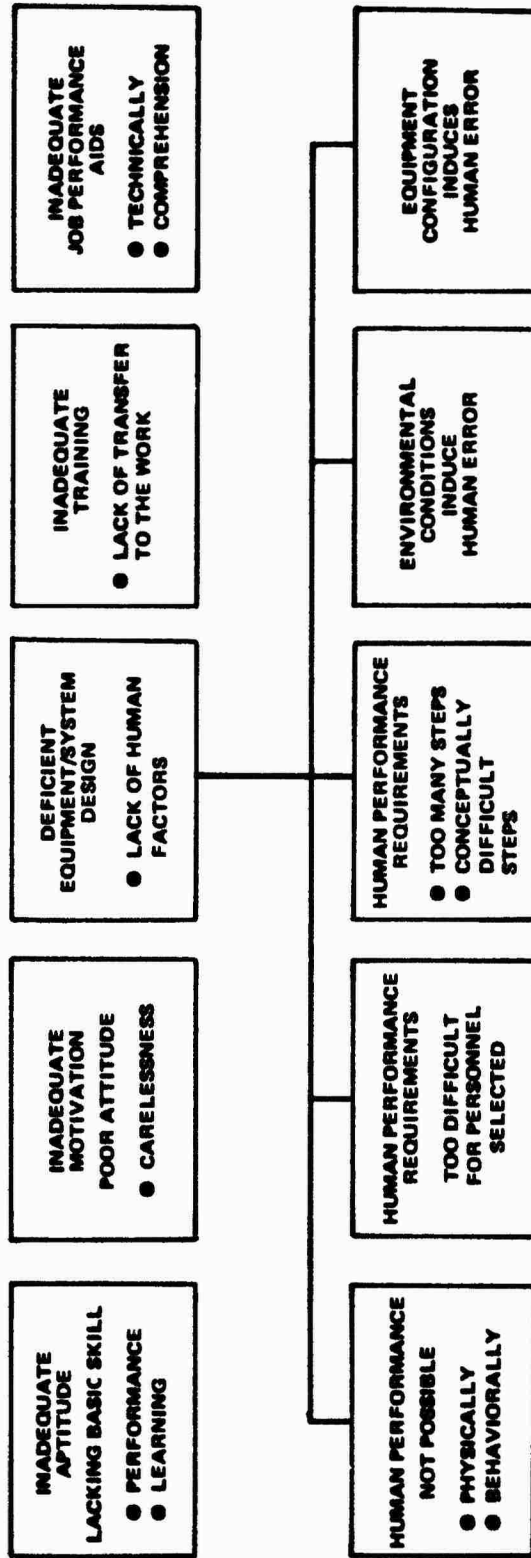 INADEQUATE
APTITUDE
LACKING BASIC SKILL
● PERFORMANCE
● LEARNING
INADEQUATE
MOTIVATION
POOR ATTITUDE
● CARELESSNESS
DEFICIENT
EQUIPMENT/SYSTEM
DESIGN
● LACK OF HUMAN
FACTORS
INADEQUATE
TRAINING
● LACK OF TRANSFER
TO THE WORK
INADEQUATE
JOB PERFORMANCE
AIDS
● TECHNICALLY
● COMPREHENSION
HUMAN PERFORMANCE
NOT POSSIBLE
● PHYSICALLY
● BEHAVIORALLY
HUMAN PERFORMANCE
REQUIREMENTS
TOO DIFFICULT
FOR PERSONNEL
SELECTED
HUMAN PERFORMANCE
REQUIREMENTS
● TOO MANY STEPS
● CONCEPTUALLY
DIFFICULT
STEPS
ENVIRONMENTAL
CONDITIONS
INDUCE
HUMAN ERROR
EQUIPMENT
CONFIGURATION
INDUCES
HUMAN ERROR